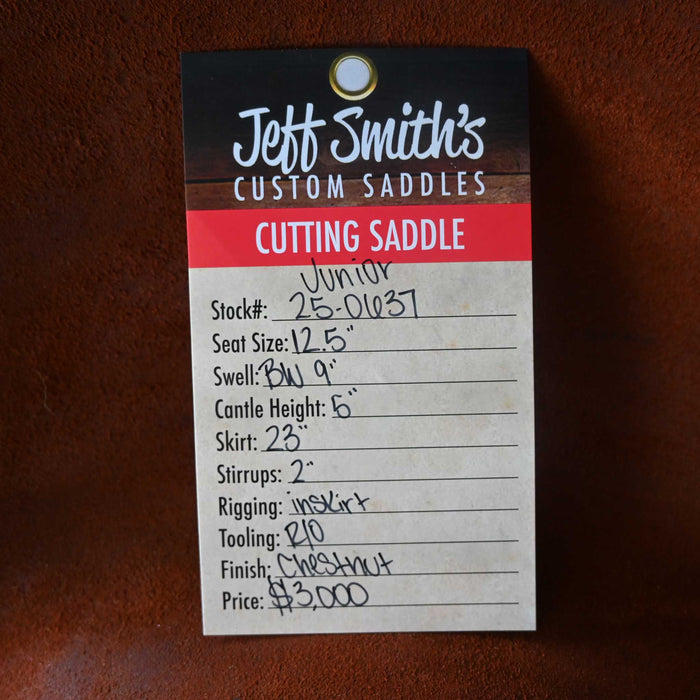 Jeff Smith's
CUSTOM SADDLES
CUTTING SADDLE
Junior
Stock#: 25-0637
Seat Size: 12.5"
Swell: BW 9"
Cantle Height: 5"
Skirt: 23"
Stirrups: 2"
Rigging: inskirt
Tooling: R/O
Finish: Chestnut
Price: $3,000